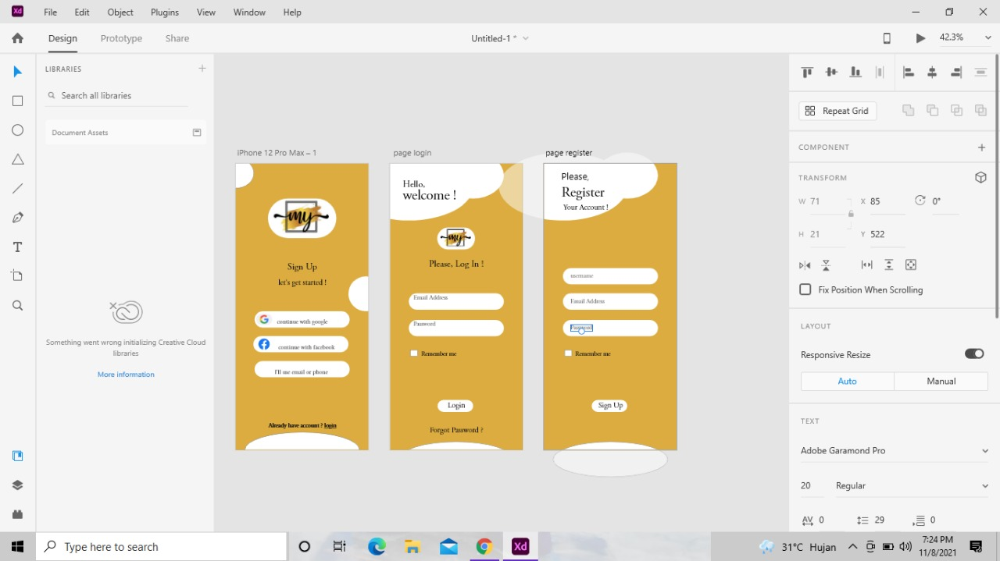 Xd File Edit Object Plugins View Window Help
Design Prototype Share Untitled-1 * 42.3%
LIBRARIES
Search all libraries
Document Assets
Something went wrong initializing Creative Cloud
libraries
More information
iPhone 12 Pro Max – 1
my
Sign Up
let's get started !
continue with google
continue with facebook
I'll use email or phone
Already have account ? login
page login
Hello,
welcome !
my
Please, Log In !
Email Address
Password
Remember me
Login
Forgot Password ?
page register
Please,
Register
Your Account !
username
Email Address
Password
Remember me
Sign Up
Repeat Grid
COMPONENT
TRANSFORM
W 71 X 85 0°
H 21 Y 522
Fix Position When Scrolling
LAYOUT
Responsive Resize
Auto Manual
TEXT
Adobe Garamond Pro
20 Regular
AV 0 29 0
Type here to search
Xd
31°C Hujan
7:24 PM
11/8/2021